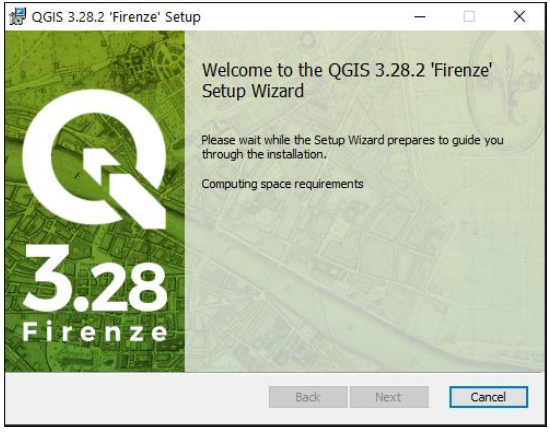 QGIS 3.28.2 'Firenze' Setup
Welcome to the QGIS 3.28.2 'Firenze'
Setup Wizard
Please wait while the Setup Wizard prepares to guide you
through the installation.
Computing space requirements
3.28
Firenze
Back
Next
Cancel